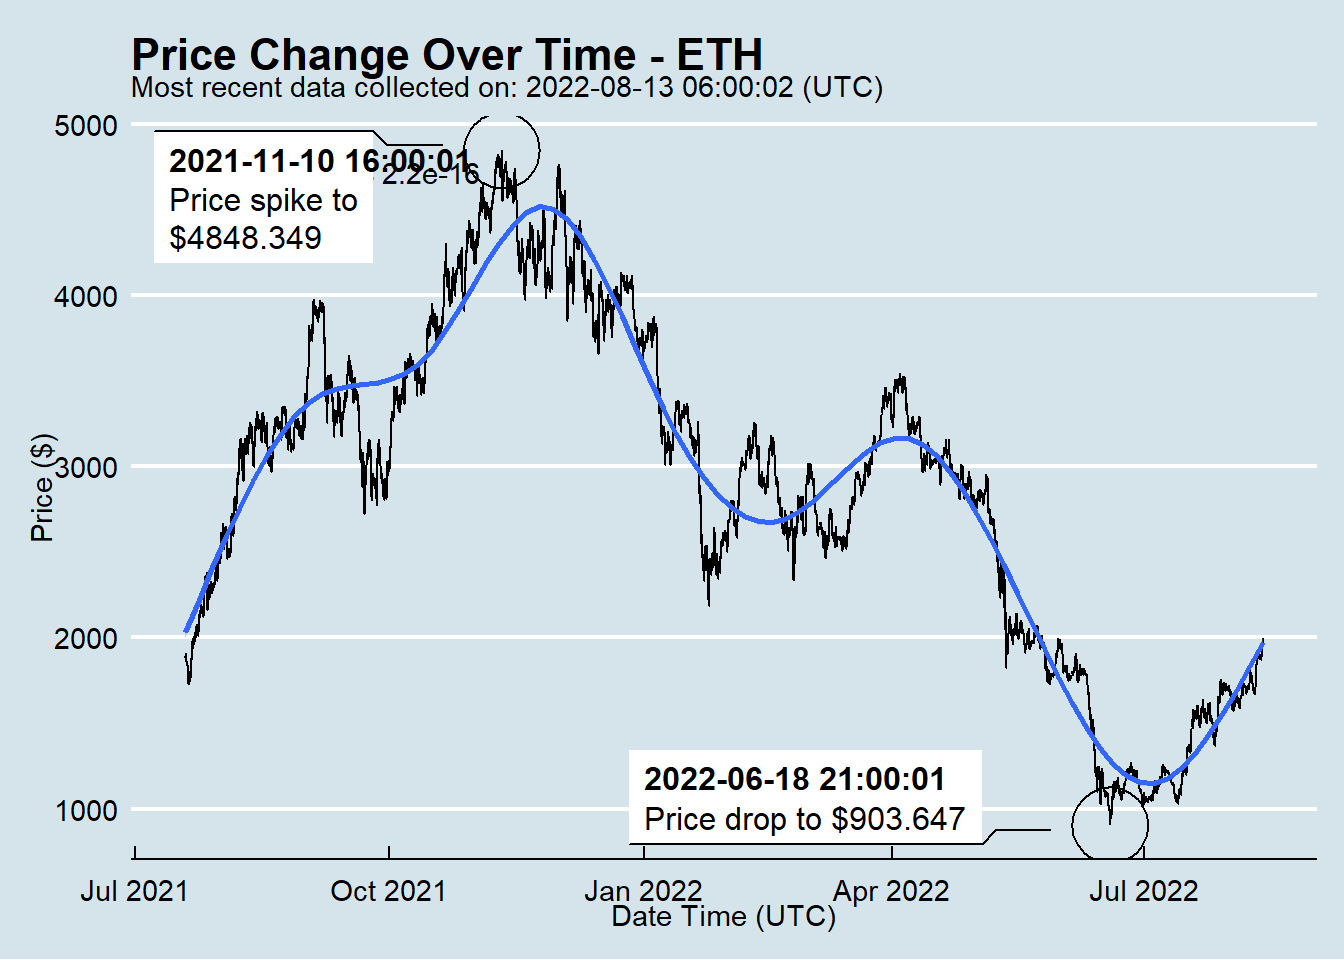 Price Change Over Time - ETH
Most recent data collected on: 2022-08-13 06:00:02 (UTC)
5000
2021-11-10 16:00:01
2.2e-16
Price spike to
$4848.349
4000
Price ($)
3000
2000
2022-06-18 21:00:01
Price drop to $903.647
1000
Jul 2021 Oct 2021 Jan 2022 Apr 2022 Jul 2022
Date Time (UTC)